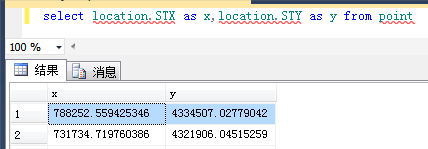 select location.STX as x,location.STY as y from point
100 %
结果 消息
x y
1 788252.559425346 4334507.02779042
2 731734.719760386 4321906.04515259